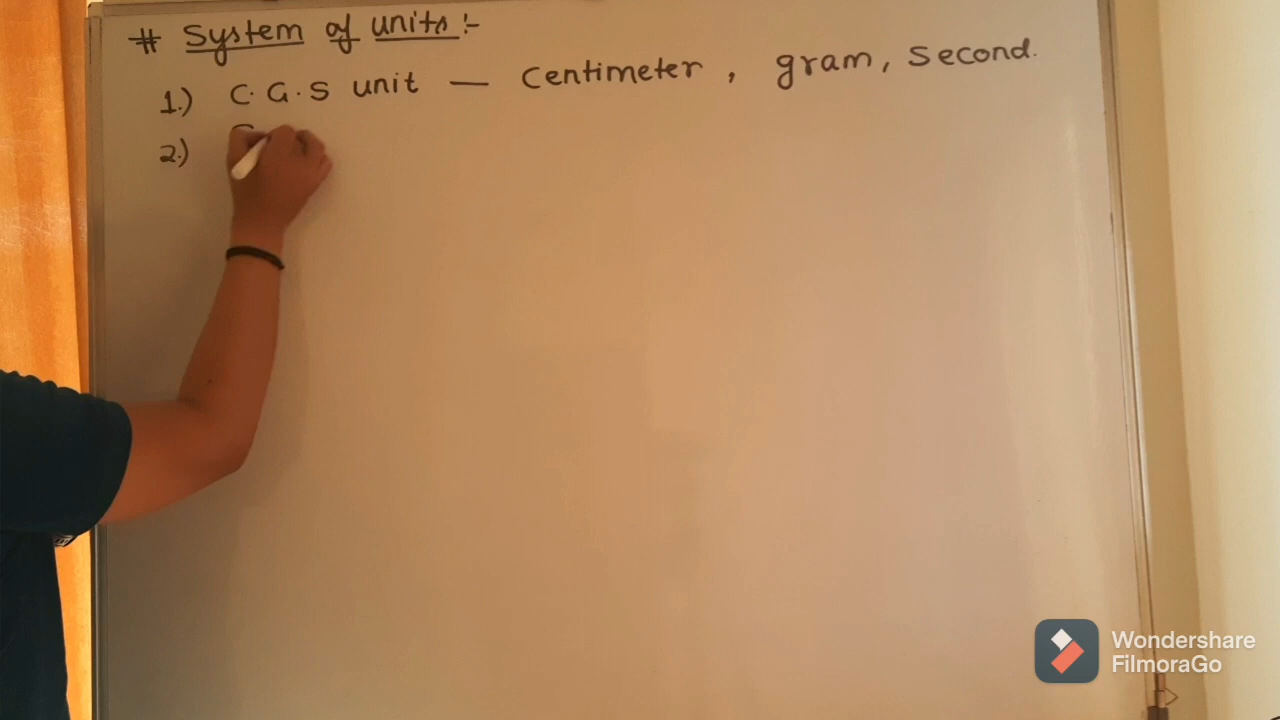 # System of units :-
1.) C.G.S unit — Centimeter, gram, Second.
2.)
Wondershare
FilmoraGo